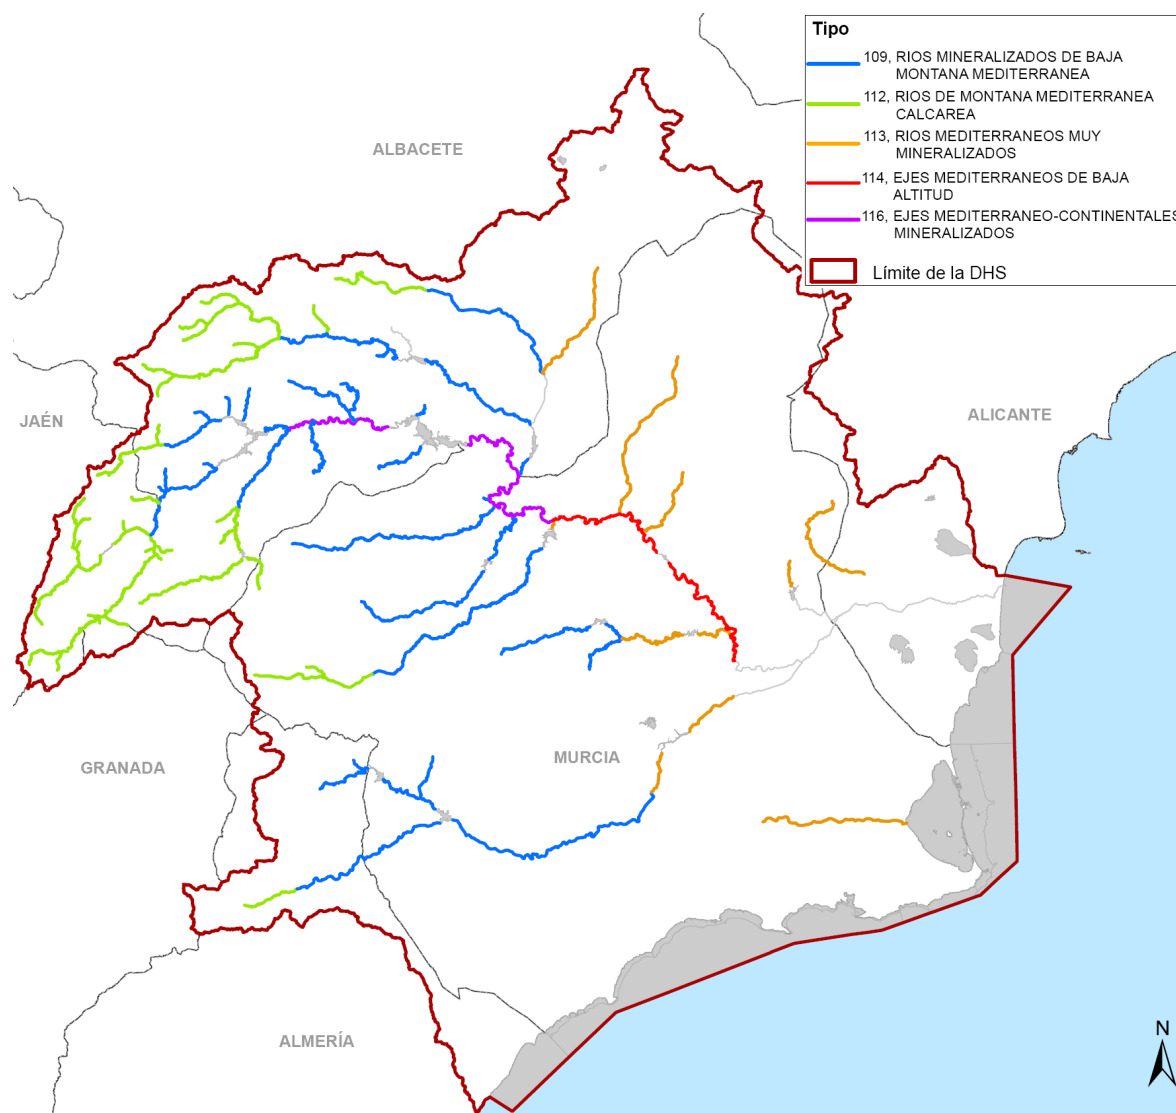 Tipo
109, RIOS MINERALIZADOS DE BAJA
MONTANA MEDITERRANEA
112, RIOS DE MONTANA MEDITERRANEA
CALCAREA
113, RIOS MEDITERRANEOS MUY
MINERALIZADOS
114, EJES MEDITERRANEOS DE BAJA
ALTITUD
116, EJES MEDITERRANEO-CONTINENTALES
MINERALIZADOS
Límite de la DHS
ALBACETE
JAÉN
ALICANTE
GRANADA
MURCIA
ALMERÍA
N